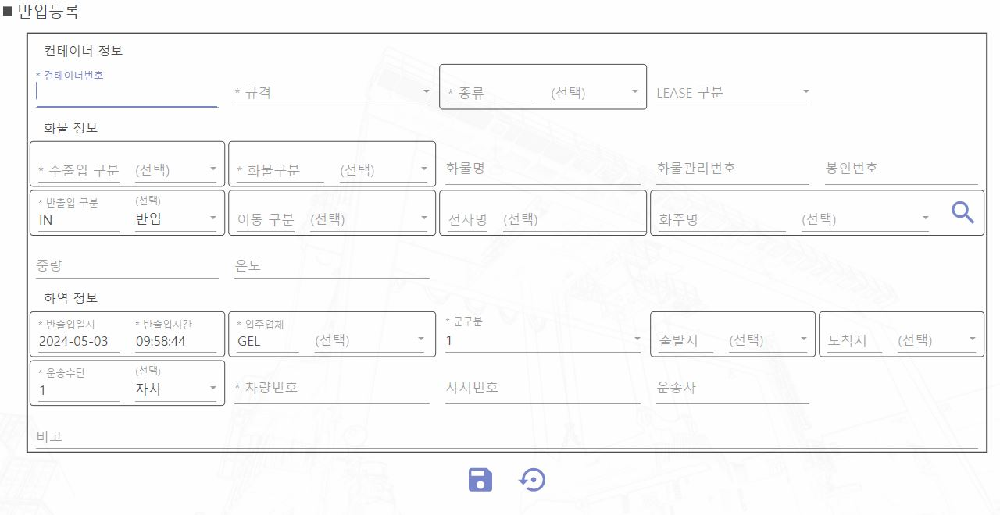 ■ 반입등록
컨테이너 정보
* 컨테이너번호
* 규격 * 종류 (선택) LEASE 구분
화물 정보
* 수출입 구분 (선택) * 화물구분 (선택) 화물명 화물관리번호 봉인번호
* 반출입 구분 (선택)
IN 반입 이동 구분 (선택) 선사명 (선택) 화주명 (선택)
중량 온도
하역 정보
* 반출입일시 * 반출입시간 * 입주업체 * 군구분
2024-05-03 09:58:44 GEL (선택) 1 출발지 (선택) 도착지 (선택)
* 운송수단 (선택)
1 자차 * 차량번호 샤시번호 운송사
비고